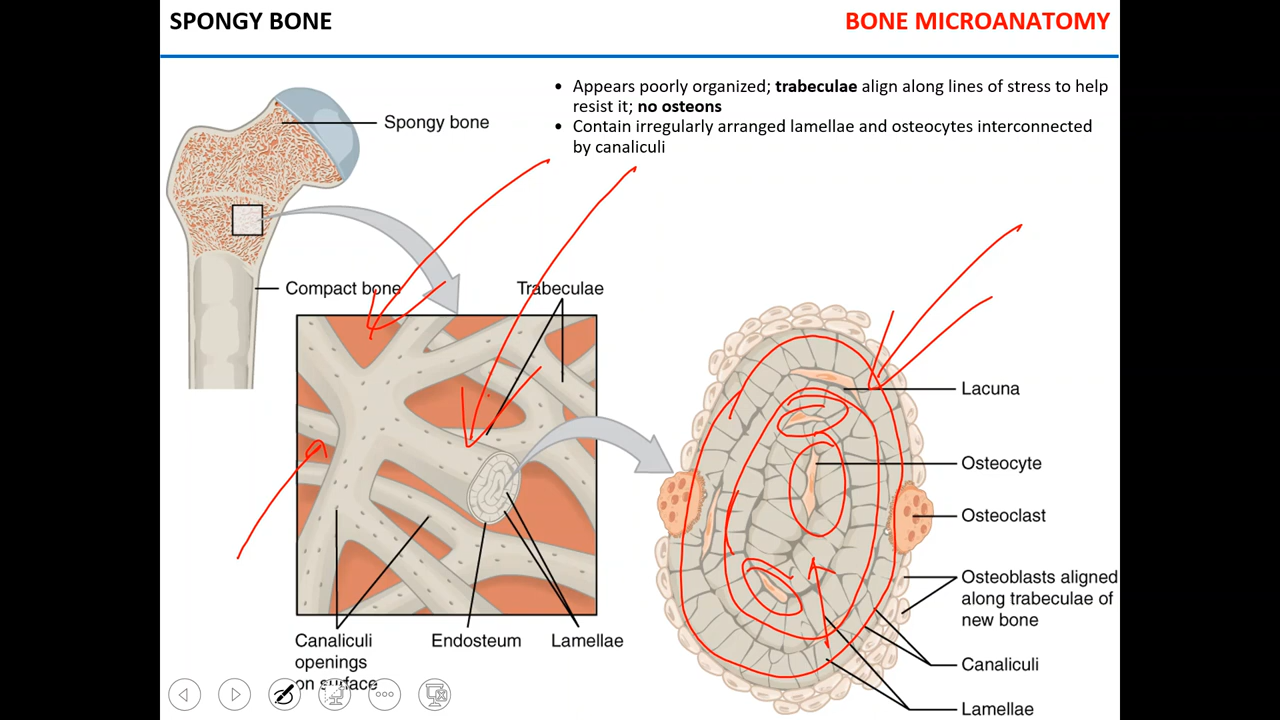 SPONGY BONE
BONE MICROANATOMY
• Appears poorly organized; trabeculae align along lines of stress to help
resist it; no osteons
• Contain irregularly arranged lamellae and osteocytes interconnected
by canaliculi
Spongy bone
Compact bone
Trabeculae
Lacuna
Osteocyte
Osteoclast
Osteoblasts aligned
along trabeculae of
new bone
Canaliculi
Lamellae
Canaliculi
openings
on surface
Endosteum
Lamellae